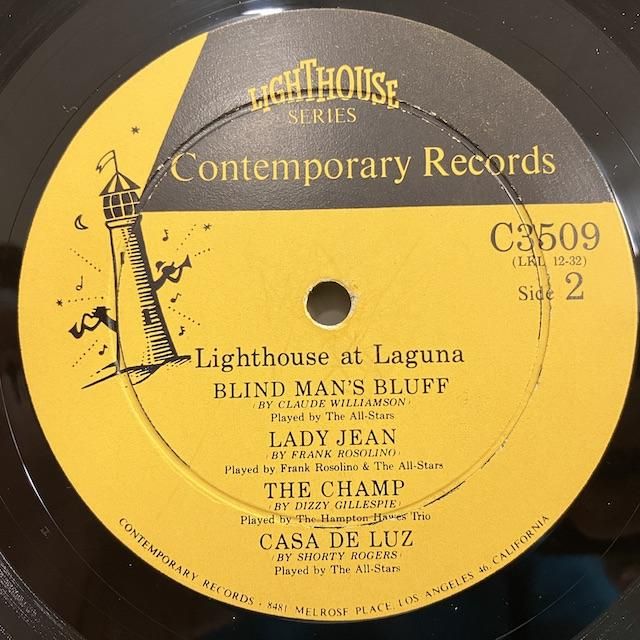 LIGHTHOUSE
SERIES
Contemporary Records
C3509
(LKL 12-32)
Side 2
Lighthouse at Laguna
BLIND MAN'S BLUFF
(BY CLAUDE WILLIAMSON)
Played by The All-Stars
LADY JEAN
(BY FRANK ROSOLINO)
Played by Frank Rosolino & The All-Stars
THE CHAMP
(BY DIZZY GILLESPIE)
Played by The Hampton Hawes Trio
CASA DE LUZ
(BY SHORTY ROGERS)
Played by The All-Stars
CONTEMPORARY RECORDS · 8481 MELROSE PLACE, LOS ANGELES 46, CALIFORNIA